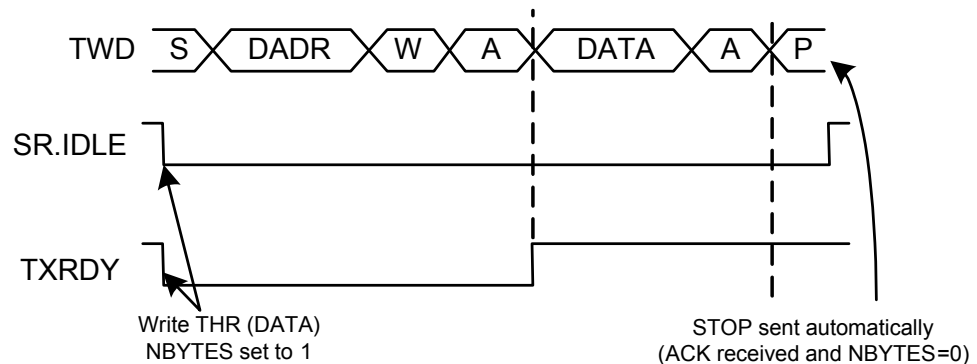 TWD S DADR W A DATA A P
SR.IDLE
TXRDY
Write THR (DATA)
NBYTES set to 1
STOP sent automatically
(ACK received and NBYTES=0)